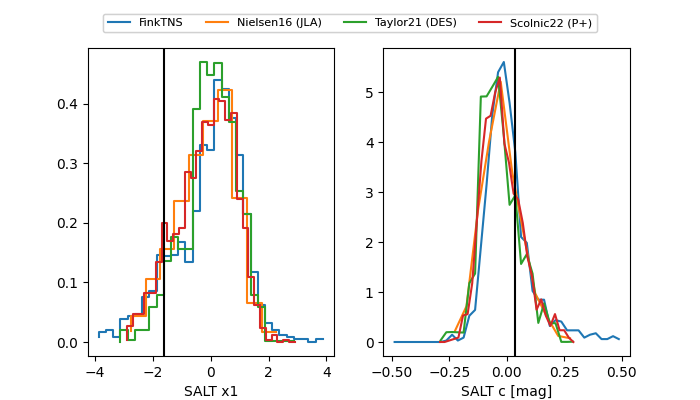 FinkTNS Nielsen16 (JLA) Taylor21 (DES) Scolnic22 (P+)
0.4
0.3
0.2
0.1
0.0
−4 −2 0 2 4
SALT x1
5
4
3
2
1
0
−0.50 −0.25 0.00 0.25 0.50
SALT c [mag]